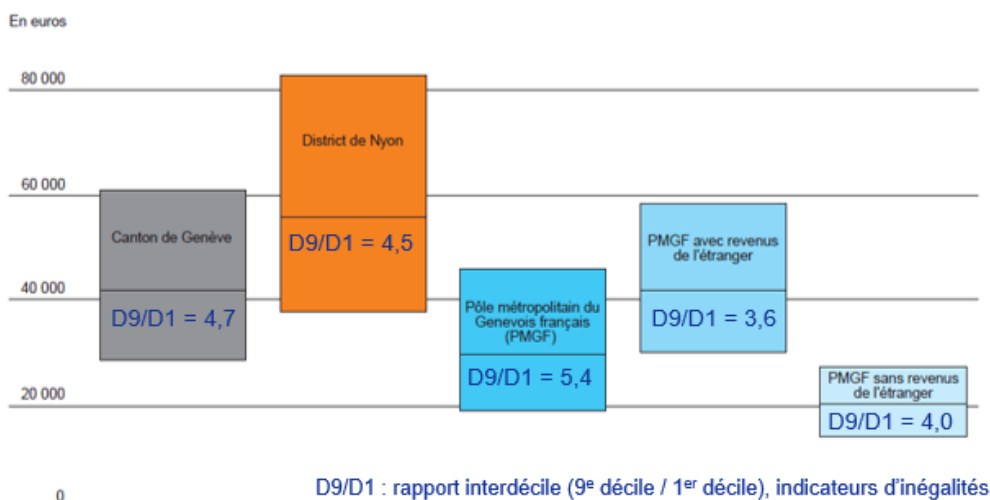 En euros
80 000
District de Nyon
60 000
Canton de Genève
D9/D1 = 4,5
PMGF avec revenus
de l'étranger
40 000
D9/D1 = 4,7
Pôle métropolitain du
Genevois français
(PMGF)
D9/D1 = 3,6
D9/D1 = 5,4
PMGF sans revenus
de l'étranger
20 000
D9/D1 = 4,0
0
D9/D1 : rapport interdécile (9e décile / 1er décile), indicateurs d'inégalités